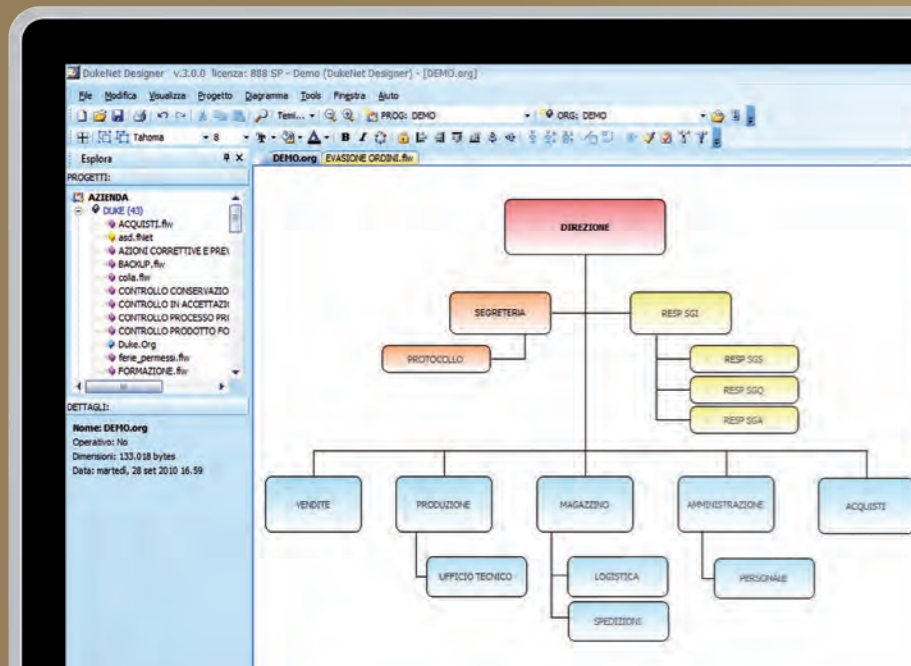 DukeNet Designer v.3.0.0 licenza: 888 SP - Demo (DukeNet Designer) - [DEMO.org]
File Modifica Visualizza Progetto Diagramma Tools Finestra Aiuto
Temi... PROG: DEMO ORG: DEMO
Tahoma 8 B I
Esplora
DEMO.org EVASIONE ORDINI.flw
PROGETTI:
AZIENDA
DUKE (43)
ACQUISTI.flw
asd.fNet
AZIONI CORRETTIVE E PREV
BACKUP.flw
colla.flw
CONTROLLO CONSERVAZIO
CONTROLLO IN ACCETTAZI
CONTROLLO PROCESSO PR
CONTROLLO PRODOTTO FO
Duke.Org
ferie_permessi.flw
FORMAZIONE.flw
DETTAGLI:
Nome: DEMO.org
Operativo: No
Dimensioni: 133.018 bytes
Data: martedì, 28 set 2010 16.59
DIREZIONE
SEGRETERIA
RESP SGI
PROTOCOLLO
RESP SGS
RESP SGQ
RESP SGA
VENDITE
PRODUZIONE
MAGAZZINO
AMMINISTRAZIONE
ACQUISTI
UFFICIO TECNICO
LOGISTICA
PERSONALE
SPEDIZIONI